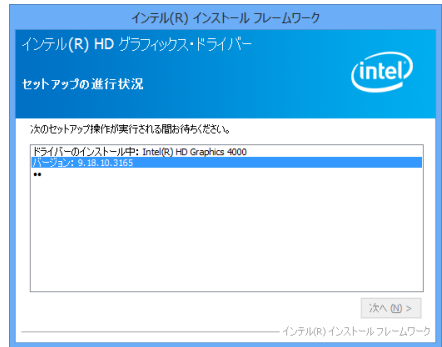 インテル(R) インストール フレームワーク
インテル(R) HD グラフィックス・ドライバー
intel
セットアップの進行状況
次のセットアップ操作が実行される間お待ちください。
ドライバーのインストール中: Intel(R) HD Graphics 4000
バージョン: 9.18.10.3165
••
次へ (N) >
インテル(R) インストール フレームワーク